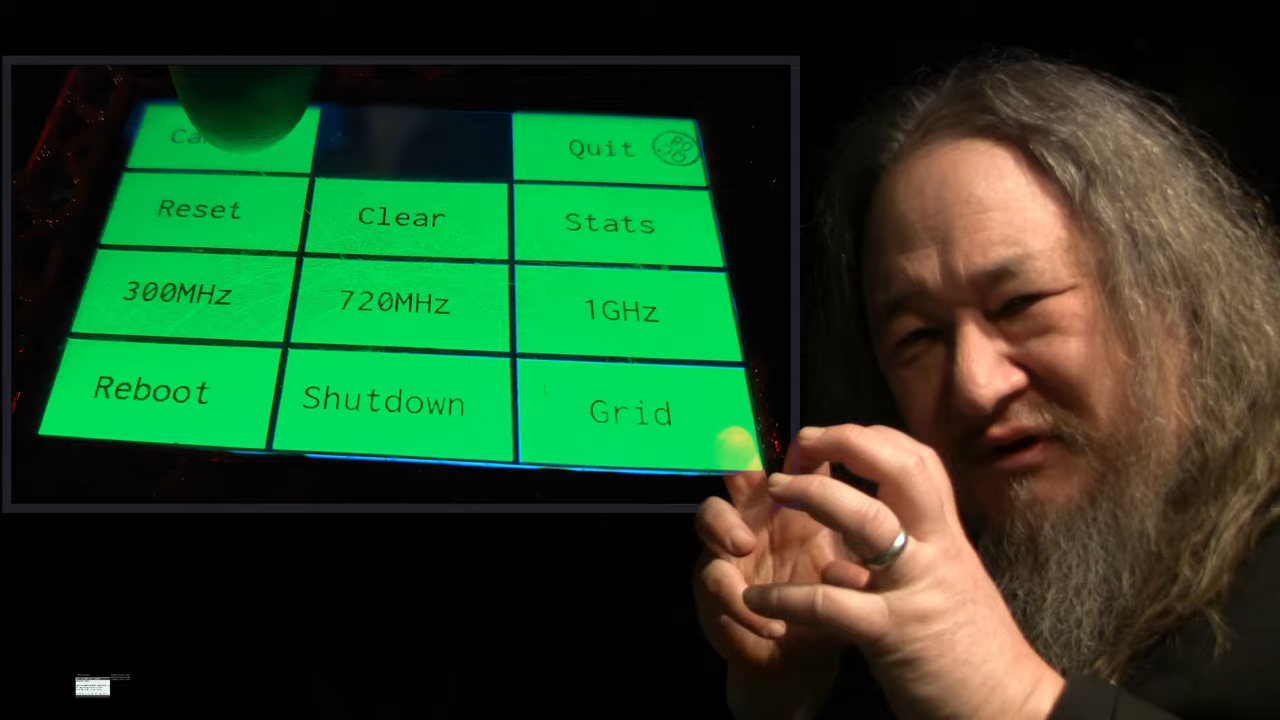 Quit
Reset Clear Stats
300MHz 720MHz 1GHz
Reboot Shutdown Grid